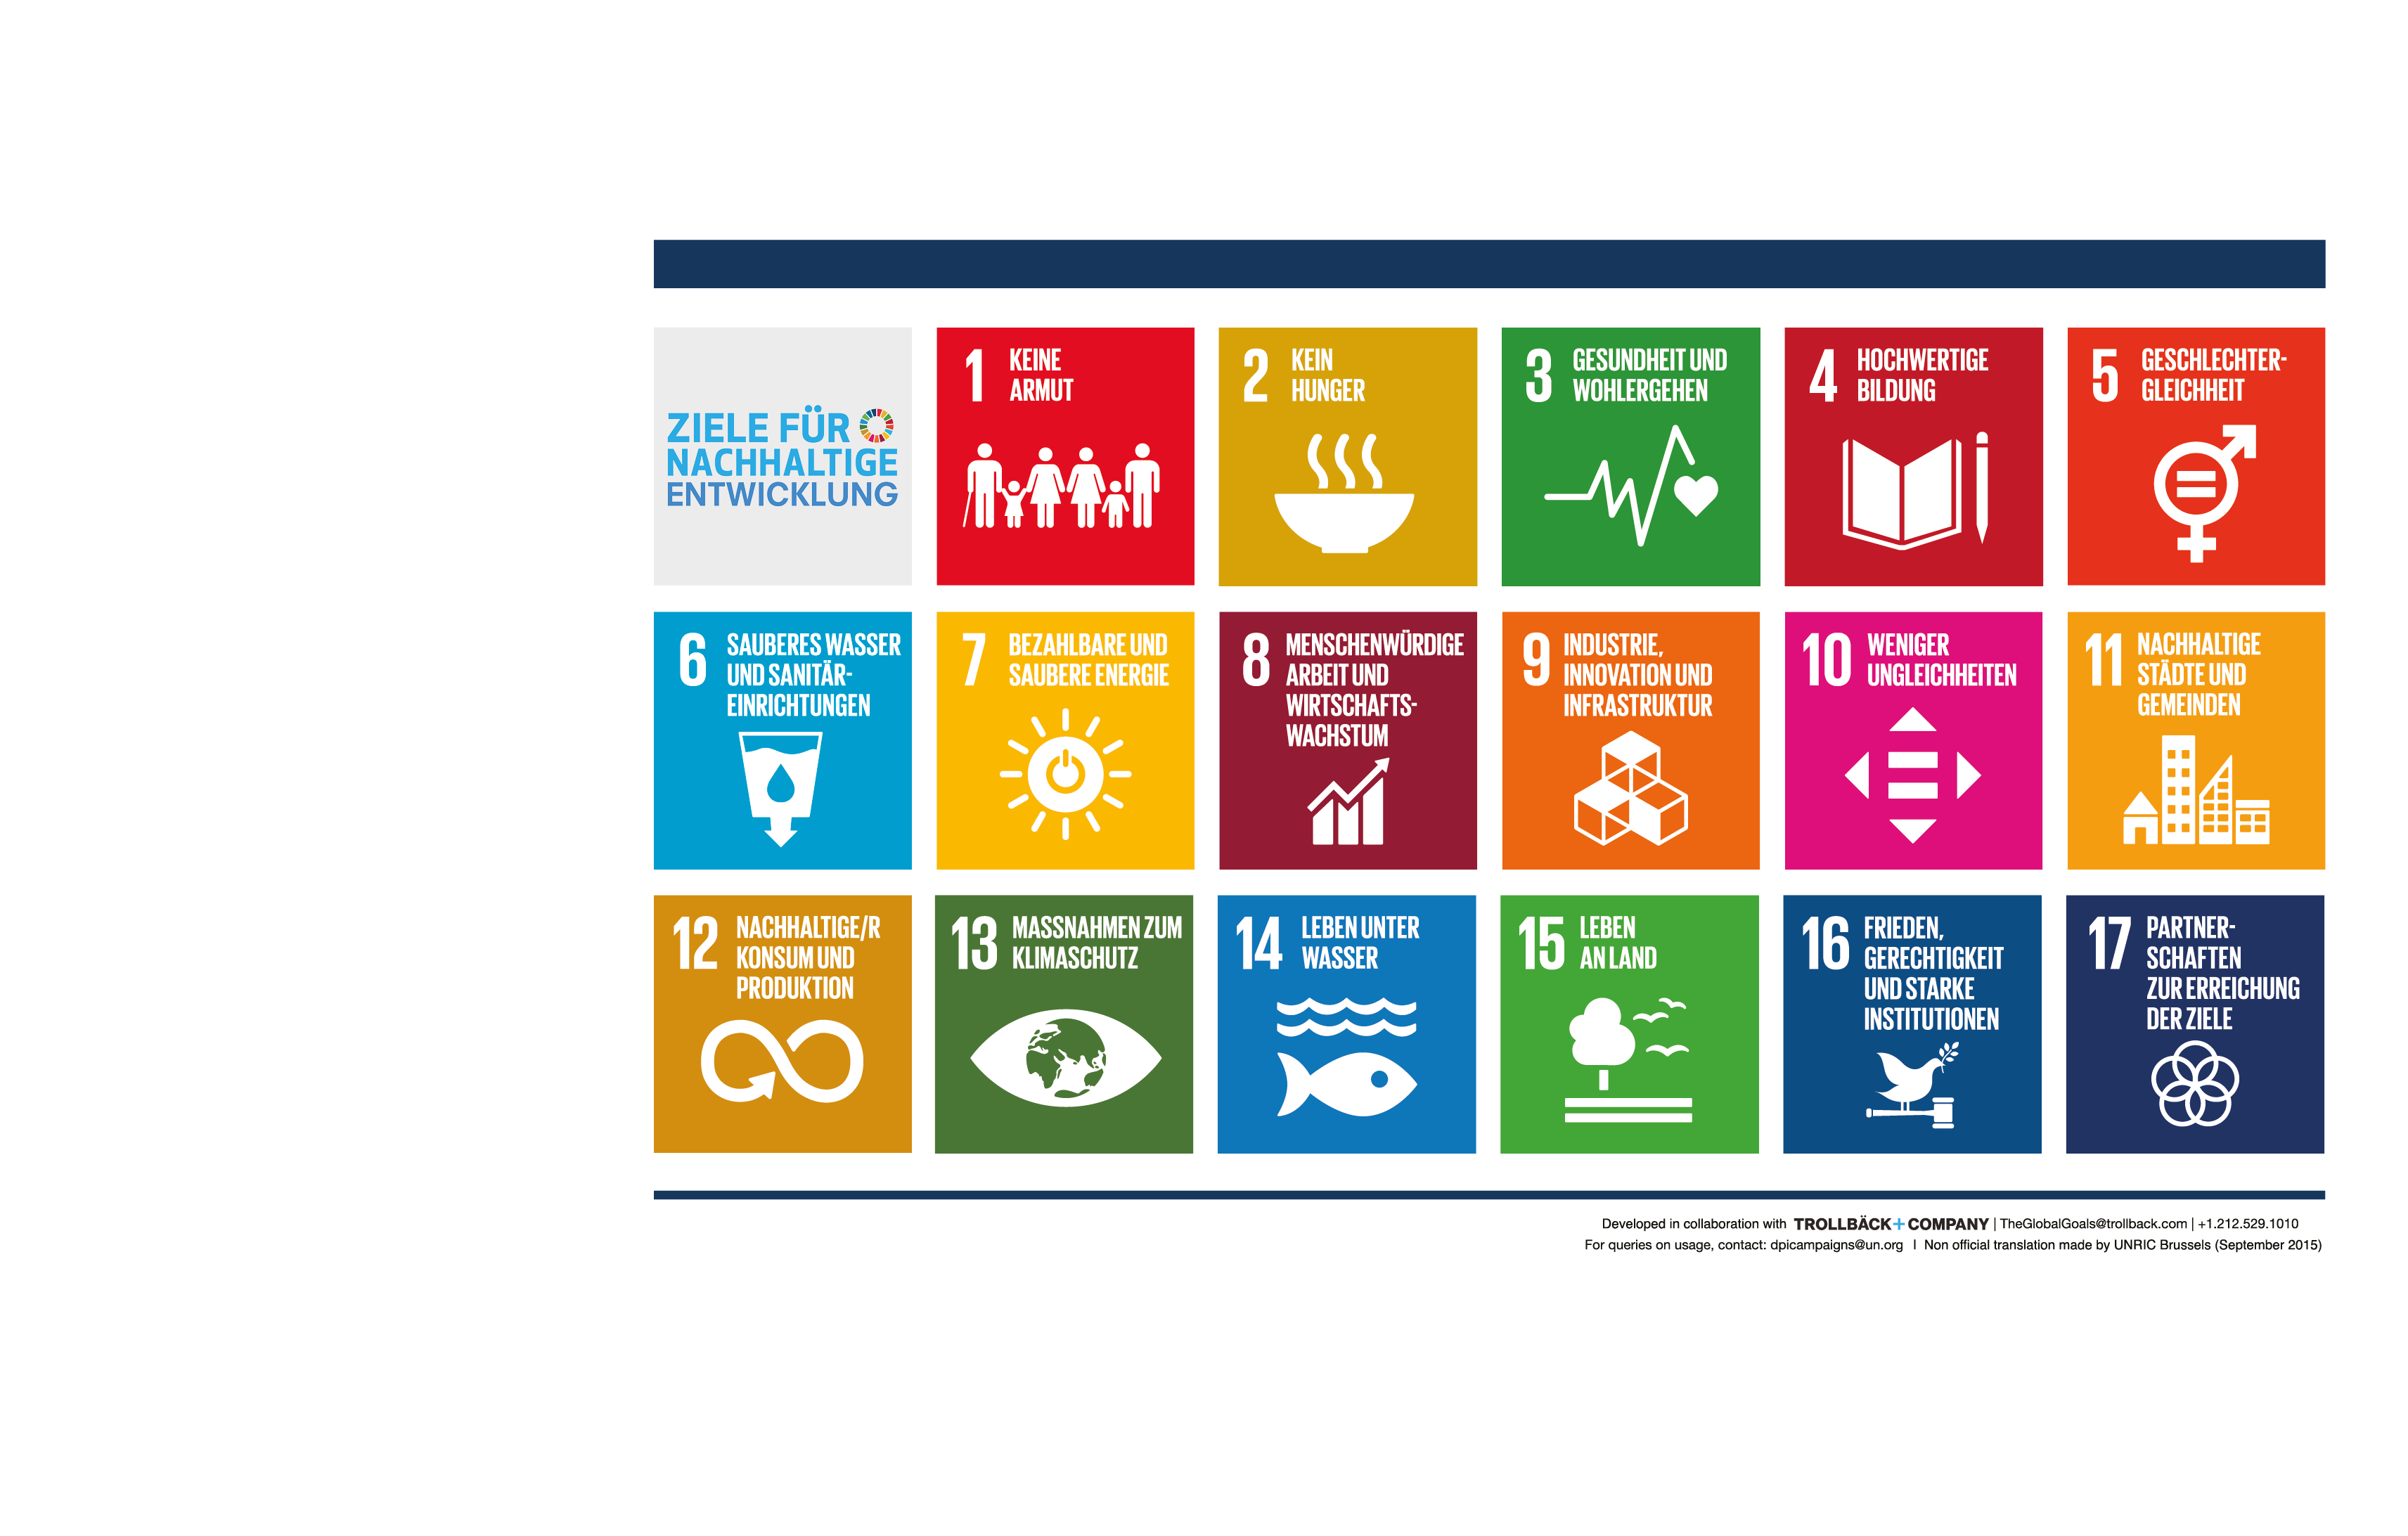 ZIELE FÜR
NACHHALTIGE
ENTWICKLUNG
1 KEINE
ARMUT
2 KEIN
HUNGER
3 GESUNDHEIT UND
WOHLERGEHEN
4 HOCHWERTIGE
BILDUNG
5 GESCHLECHTER-
GLEICHHEIT
6 SAUBERES WASSER
UND SANITÄR-
EINRICHTUNGEN
7 BEZAHLBARE UND
SAUBERE ENERGIE
8 MENSCHENWÜRDIGE
ARBEIT UND
WIRTSCHAFTS-
WACHSTUM
9 INDUSTRIE,
INNOVATION UND
INFRASTRUKTUR
10 WENIGER
UNGLEICHHEITEN
11 NACHHALTIGE
STÄDTE UND
GEMEINDEN
12 NACHHALTIGE/R
KONSUM UND
PRODUKTION
13 MASSNAHMEN ZUM
KLIMASCHUTZ
14 LEBEN UNTER
WASSER
15 LEBEN
AN LAND
16 FRIEDEN,
GERECHTIGKEIT
UND STARKE
INSTITUTIONEN
17 PARTNER-
SCHAFTEN
ZUR ERREICHUNG
DER ZIELE
Developed in collaboration with TROLLBÄCK+COMPANY | TheGlobalGoals@trollback.com | +1.212.529.1010
For queries on usage, contact: dpicampaigns@un.org | Non official translation made by UNRIC Brussels (September 2015)